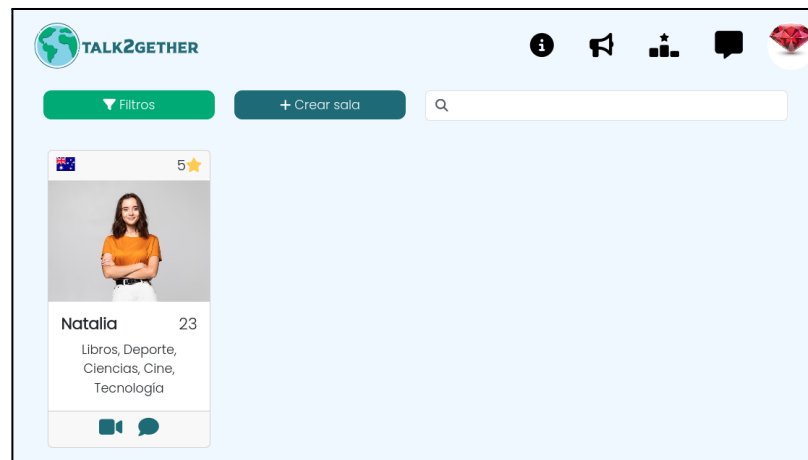 TALK2GETHER
Filtros
+ Crear sala
5
Natalia 23
Libros, Deporte,
Ciencias, Cine,
Tecnología